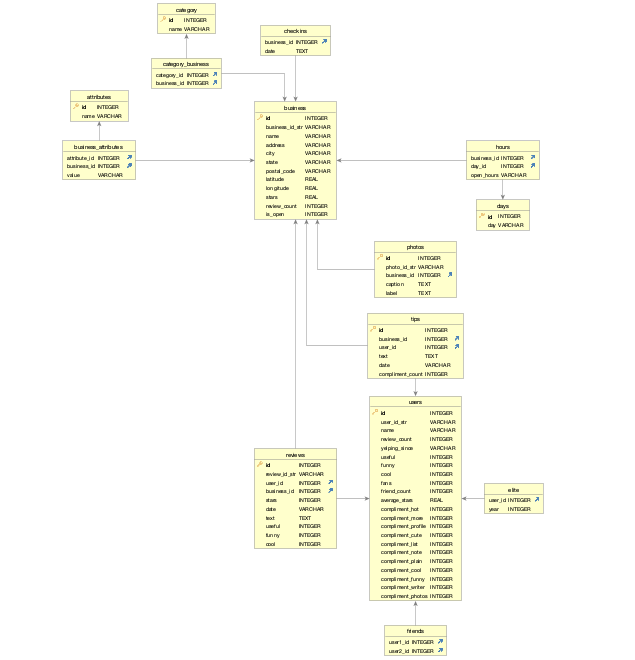 category
id INTEGER
name VARCHAR
checkins
business_id INTEGER
date TEXT
category_business
category_id INTEGER
business_id INTEGER
attributes
id INTEGER
name VARCHAR
business
id INTEGER
business_id_str VARCHAR
name VARCHAR
address VARCHAR
city VARCHAR
state VARCHAR
postal_code VARCHAR
latitude REAL
longitude REAL
stars REAL
review_count INTEGER
is_open INTEGER
business_attributes
attribute_id INTEGER
business_id INTEGER
value VARCHAR
hours
business_id INTEGER
day_id INTEGER
open_hours VARCHAR
days
id INTEGER
day VARCHAR
photos
id INTEGER
photo_id_str VARCHAR
business_id INTEGER
caption TEXT
label TEXT
tips
id INTEGER
business_id INTEGER
user_id INTEGER
text TEXT
date VARCHAR
compliment_count INTEGER
users
id INTEGER
user_id_str VARCHAR
name VARCHAR
review_count INTEGER
yelping_since VARCHAR
useful INTEGER
funny INTEGER
cool INTEGER
fans INTEGER
friend_count INTEGER
average_stars REAL
compliment_hot INTEGER
compliment_more INTEGER
compliment_profile INTEGER
compliment_cute INTEGER
compliment_list INTEGER
compliment_note INTEGER
compliment_plain INTEGER
compliment_cool INTEGER
compliment_funny INTEGER
compliment_writer INTEGER
compliment_photos INTEGER
reviews
id INTEGER
review_id_str VARCHAR
user_id INTEGER
business_id INTEGER
stars INTEGER
date VARCHAR
text TEXT
useful INTEGER
funny INTEGER
cool INTEGER
elite
user_id INTEGER
year INTEGER
friends
user1_id INTEGER
user2_id INTEGER